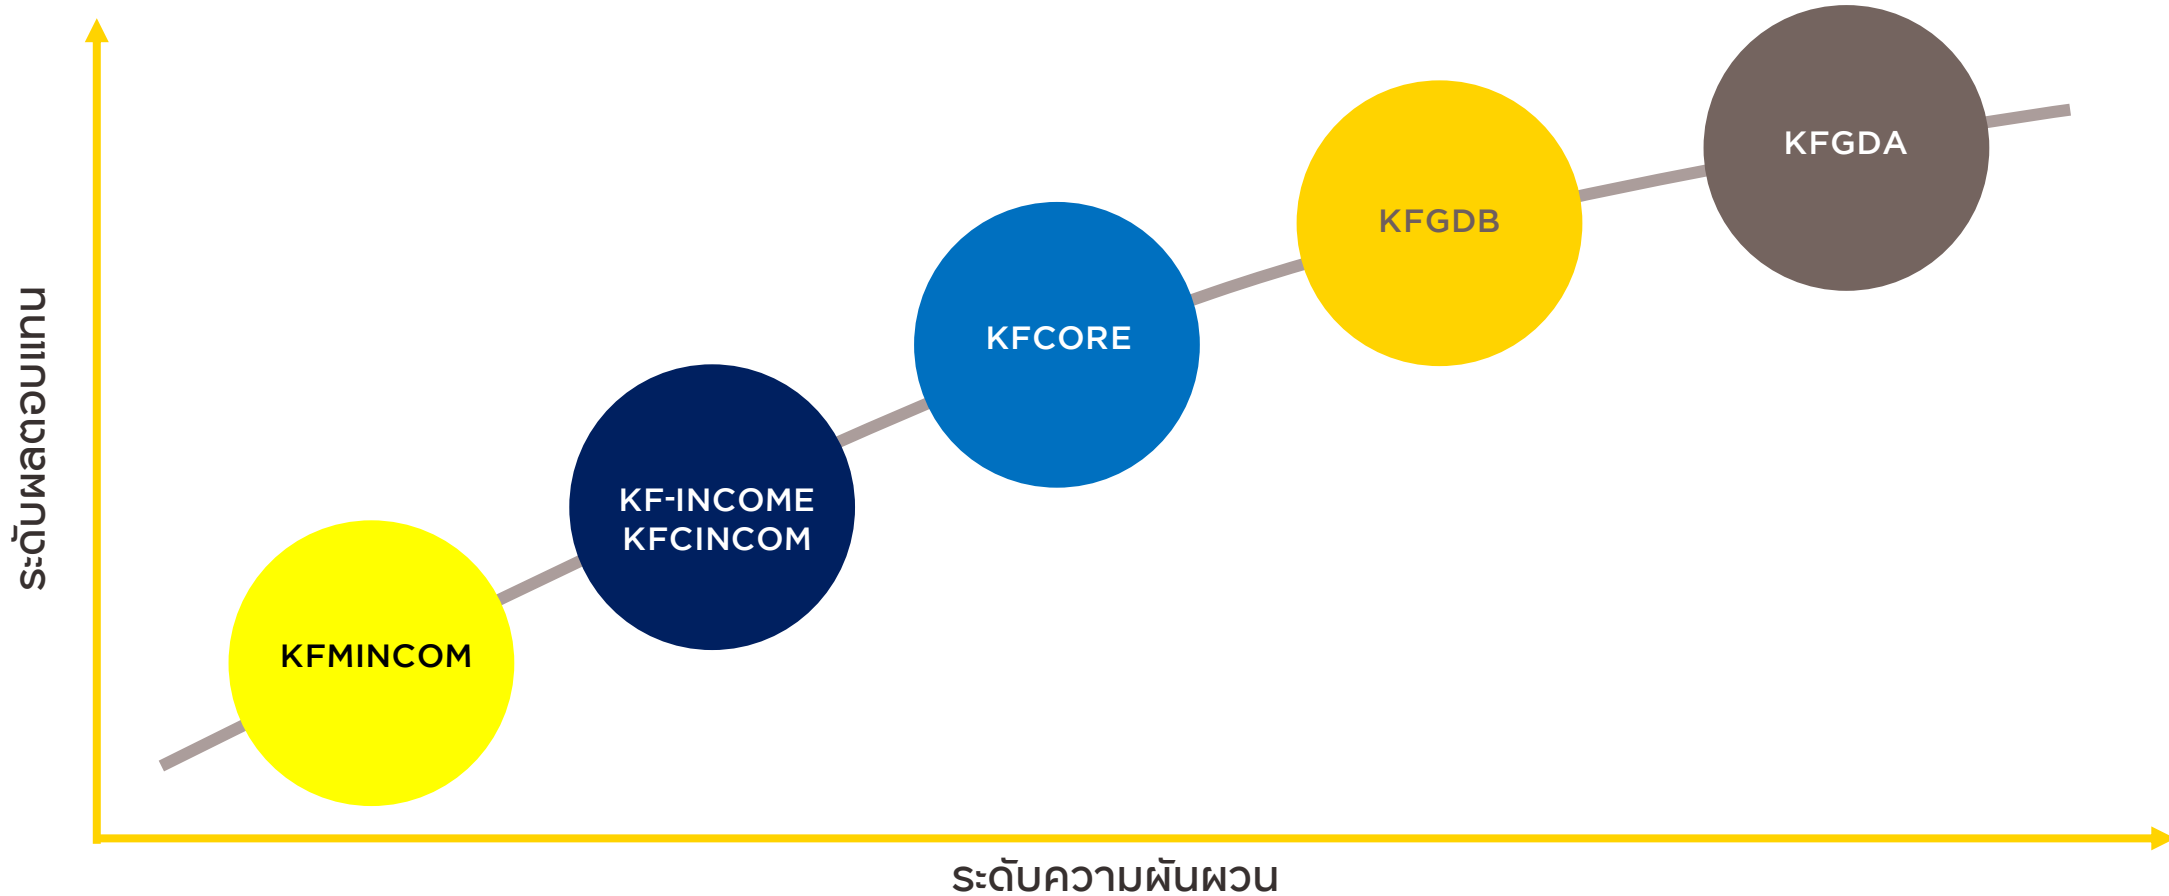 ระดับผลตอบแทน
KFMINCOM
KF-INCOME
KFCINCOM
KFCORE
KFGDB
KFGDA
ระดับความผันผวน